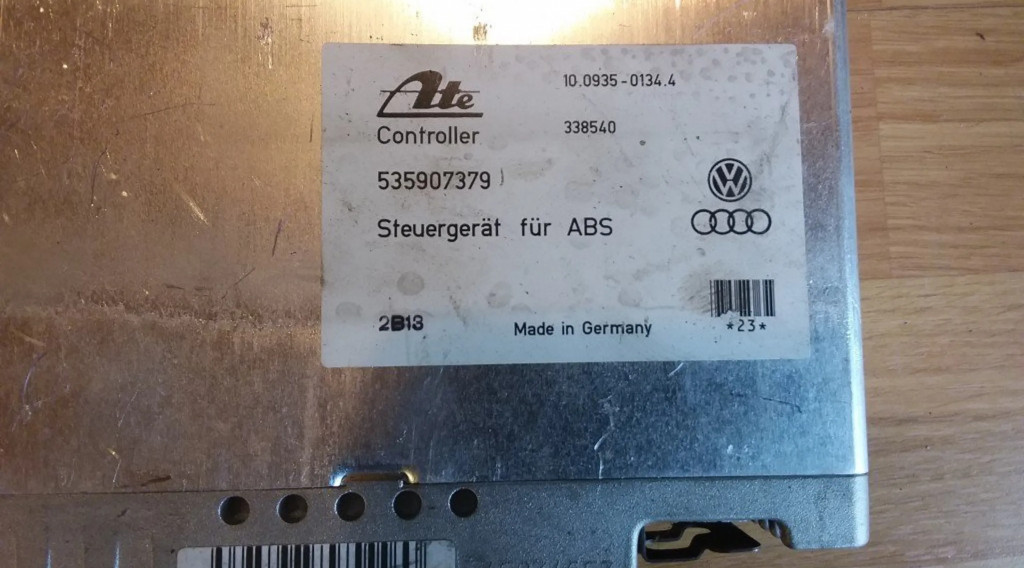 Ate
10.0935-0134.4
Controller
338540
535907379
Steuergerät für ABS
2B13
Made in Germany
*23*